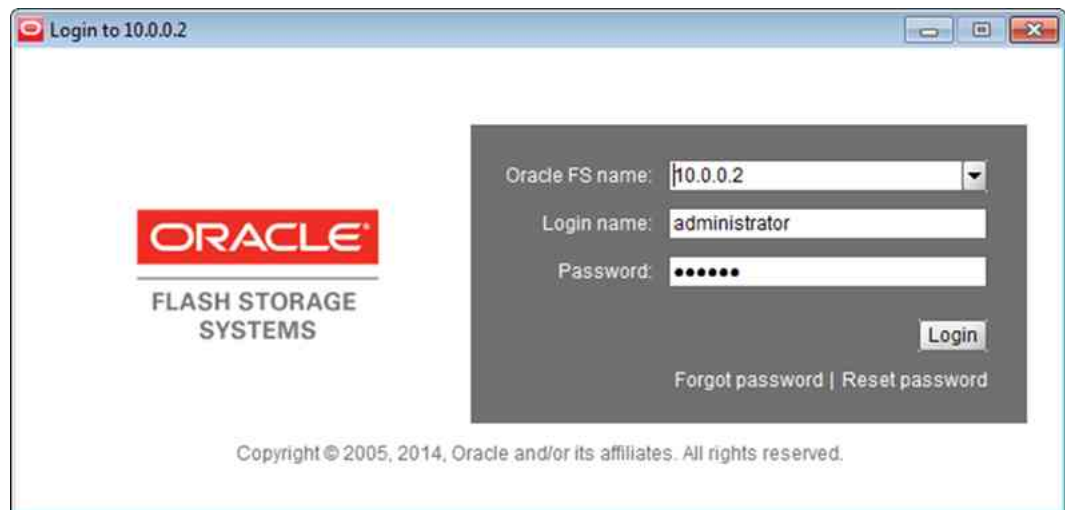 Login to 10.0.0.2
Oracle FS name: 10.0.0.2
Login name: administrator
Password: ●●●●●●
ORACLE®
FLASH STORAGE
SYSTEMS
Login
Forgot password | Reset password
Copyright © 2005, 2014, Oracle and/or its affiliates. All rights reserved.